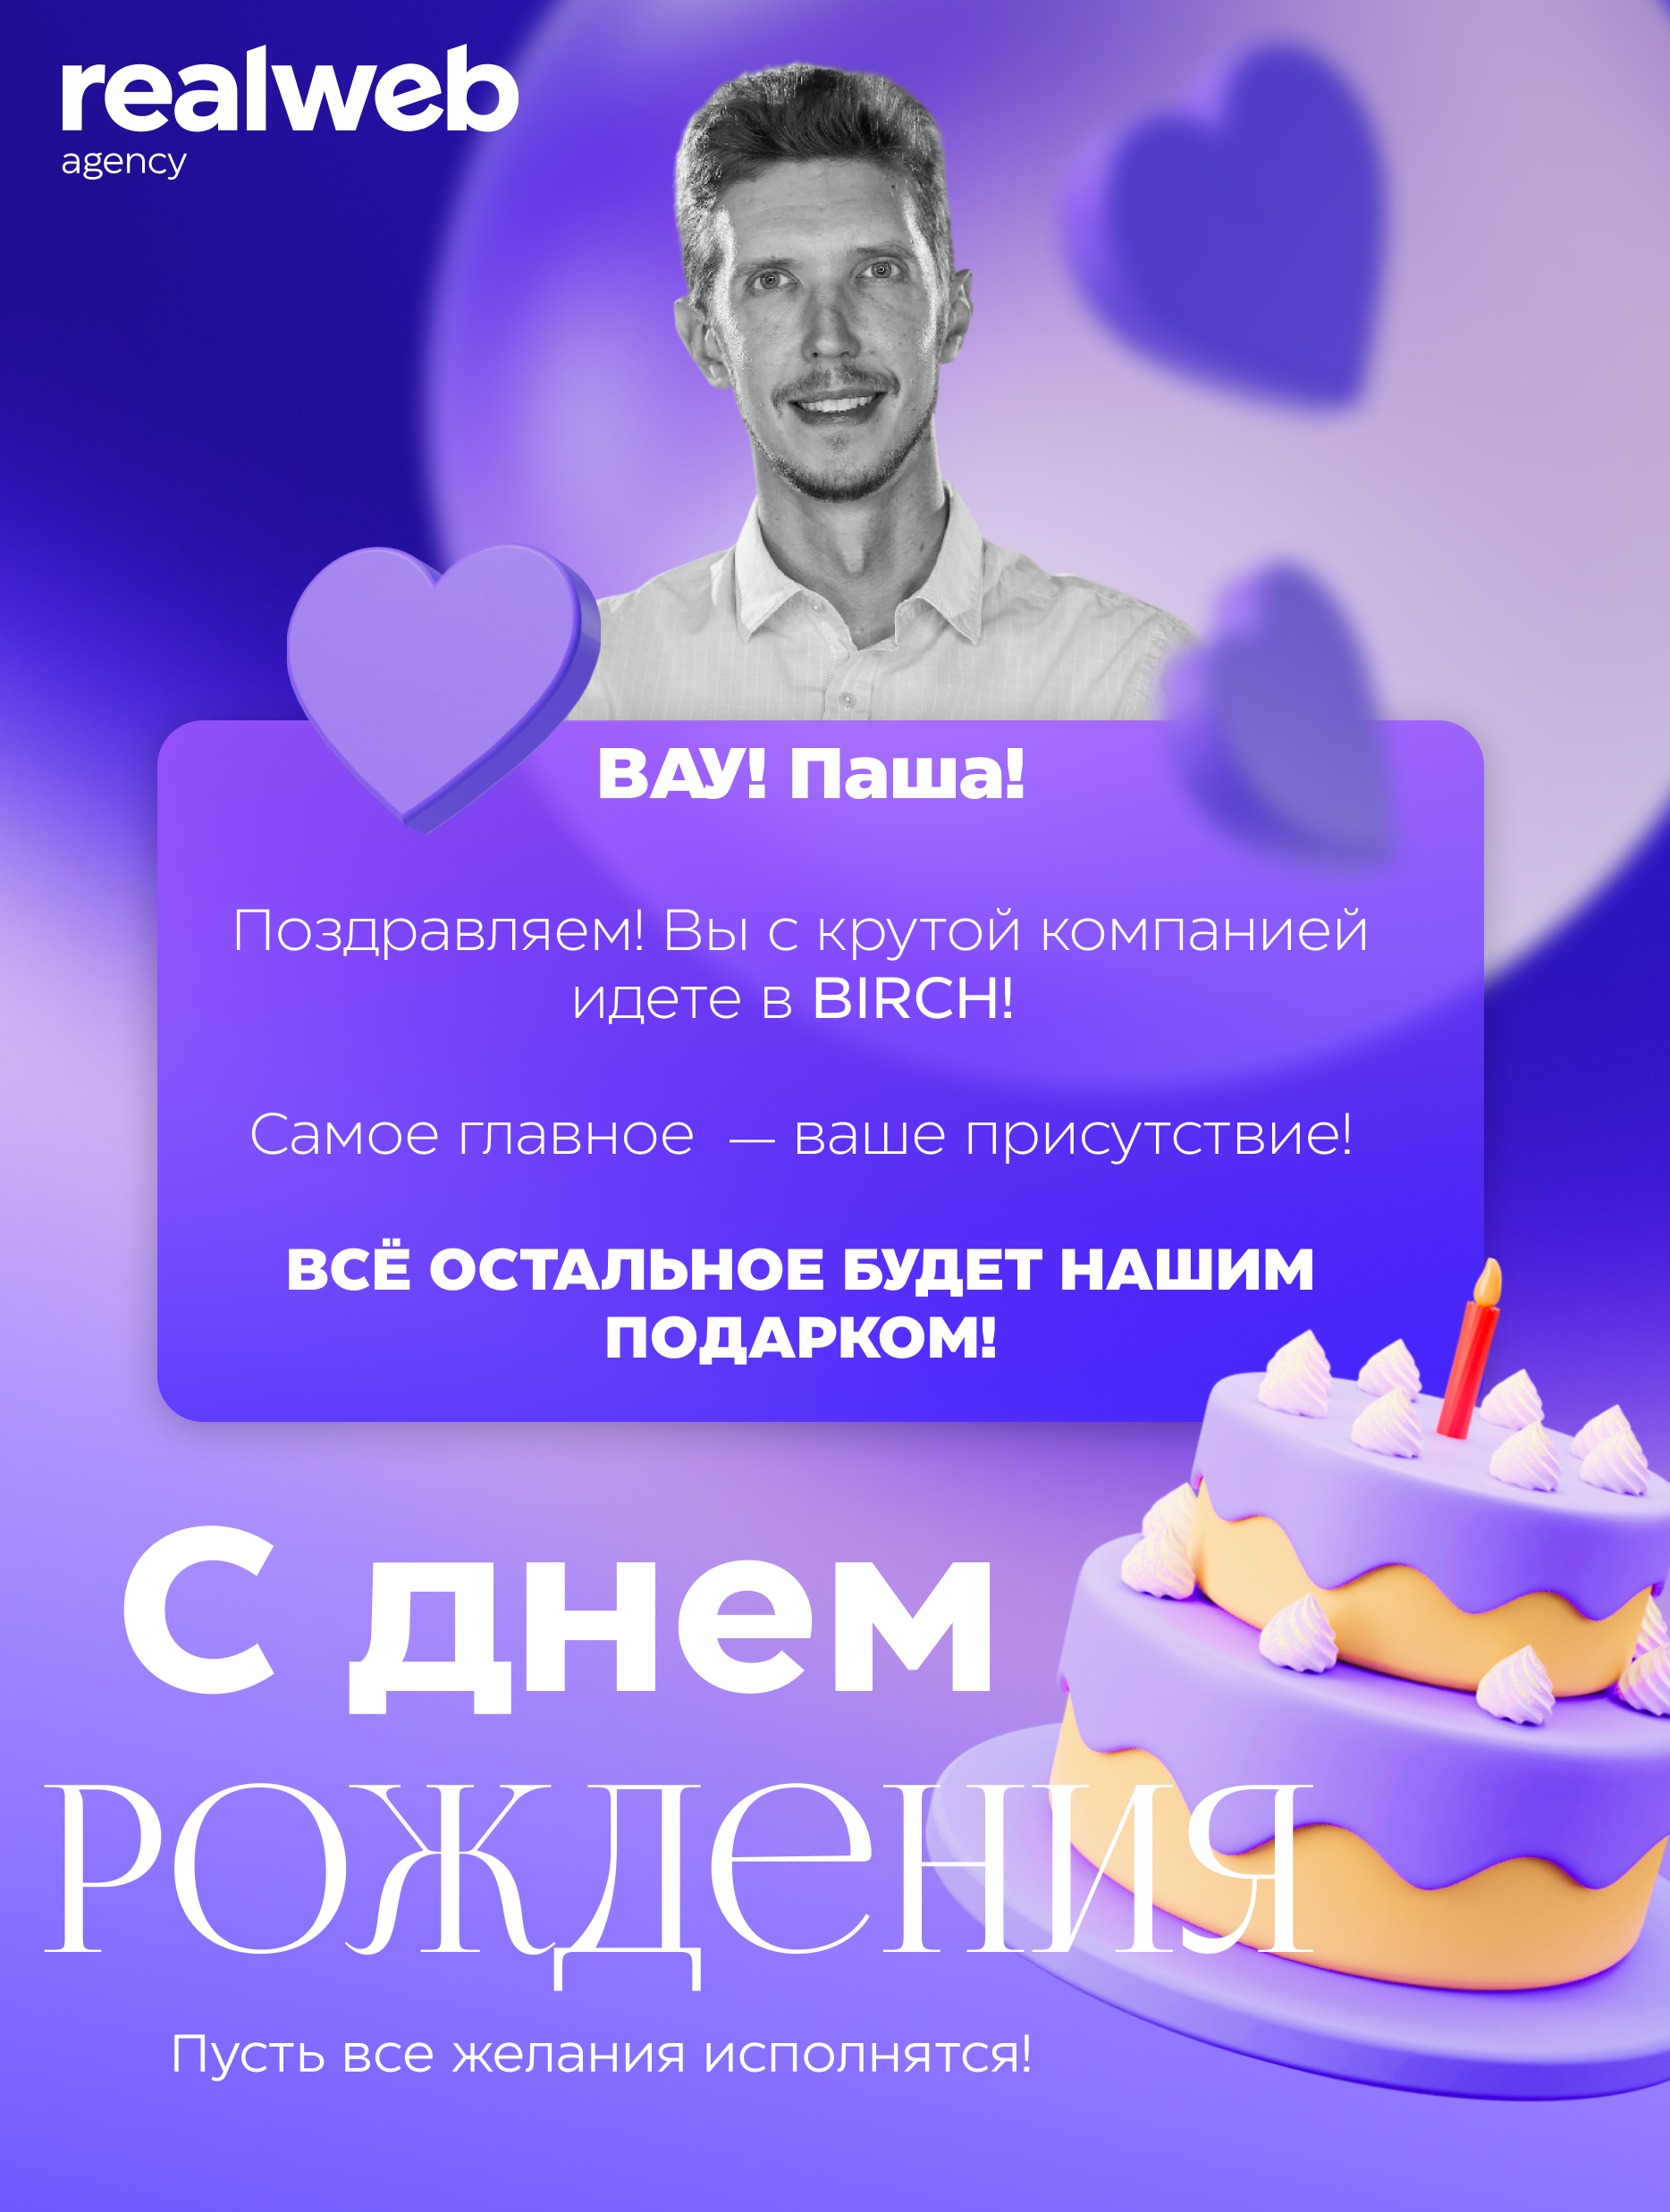 realweb
agency
ВАУ! Паша!
Поздравляем! Вы с крутой компанией
идете в BIRCH!
Самое главное — ваше присутствие!
ВСЁ ОСТАЛЬНОЕ БУДЕТ НАШИМ
ПОДАРКОМ!
С днем
рождения
Пусть все желания исполнятся!